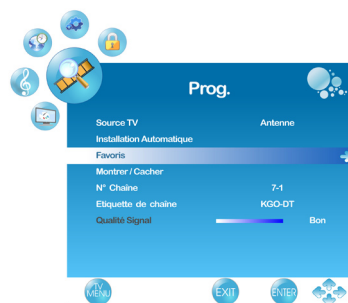 Prog.
Source TV Antenne
Installation Automatique
Favoris
Montrer / Cacher
N° Chaîne 7-1
Etiquette de chaîne KGO-DT
Qualité Signal Bon
TV
MENU EXIT ENTER